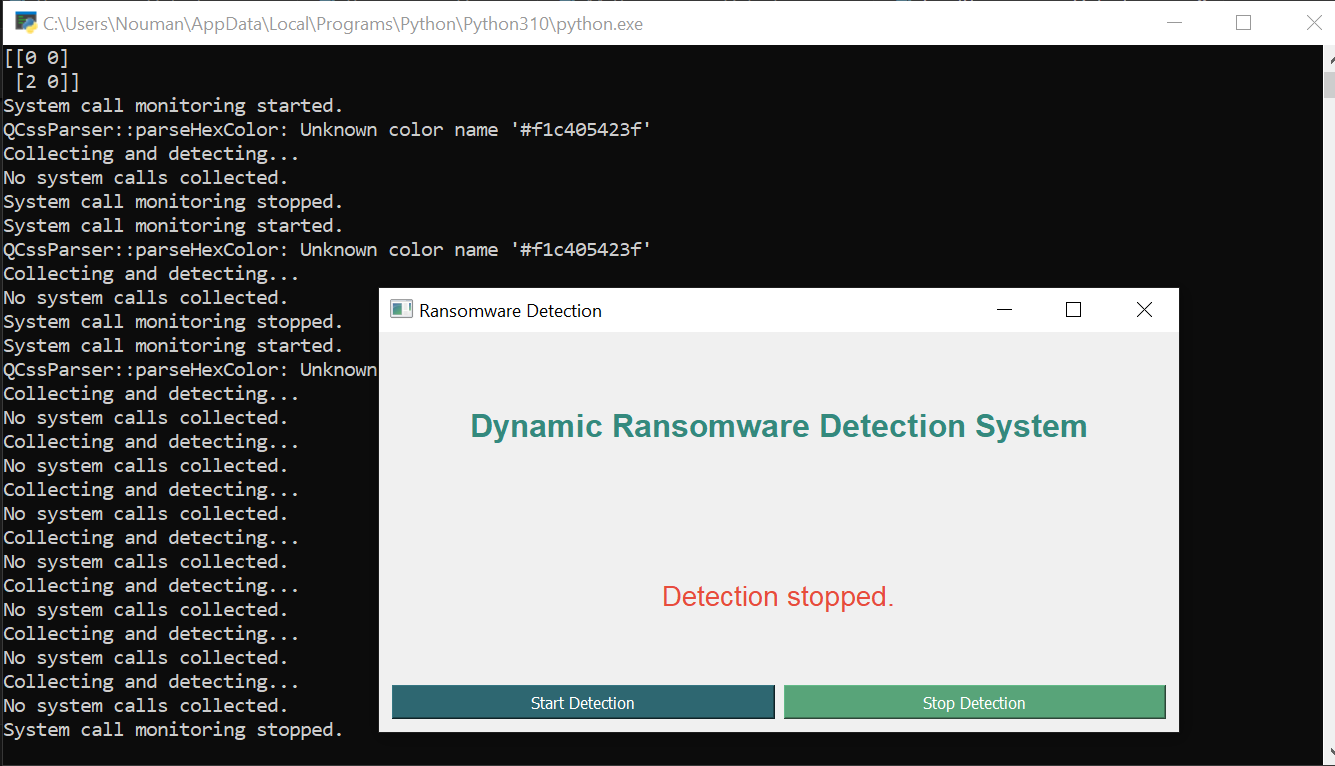 C:\Users\Nouman\AppData\Local\Programs\Python\Python310\python.exe
[[0 0]
 [2 0]]
System call monitoring started.
QCssParser::parseHexColor: Unknown color name '#f1c405423f'
Collecting and detecting...
No system calls collected.
System call monitoring stopped.
System call monitoring started.
QCssParser::parseHexColor: Unknown color name '#f1c405423f'
Collecting and detecting...
No system calls collected.
System call monitoring stopped.
System call monitoring started.
QCssParser::parseHexColor: Unknown
Collecting and detecting...
No system calls collected.
Collecting and detecting...
No system calls collected.
Collecting and detecting...
No system calls collected.
Collecting and detecting...
No system calls collected.
Collecting and detecting...
No system calls collected.
Collecting and detecting...
No system calls collected.
Collecting and detecting...
No system calls collected.
System call monitoring stopped.
Ransomware Detection
Dynamic Ransomware Detection System
Detection stopped.
Start Detection
Stop Detection